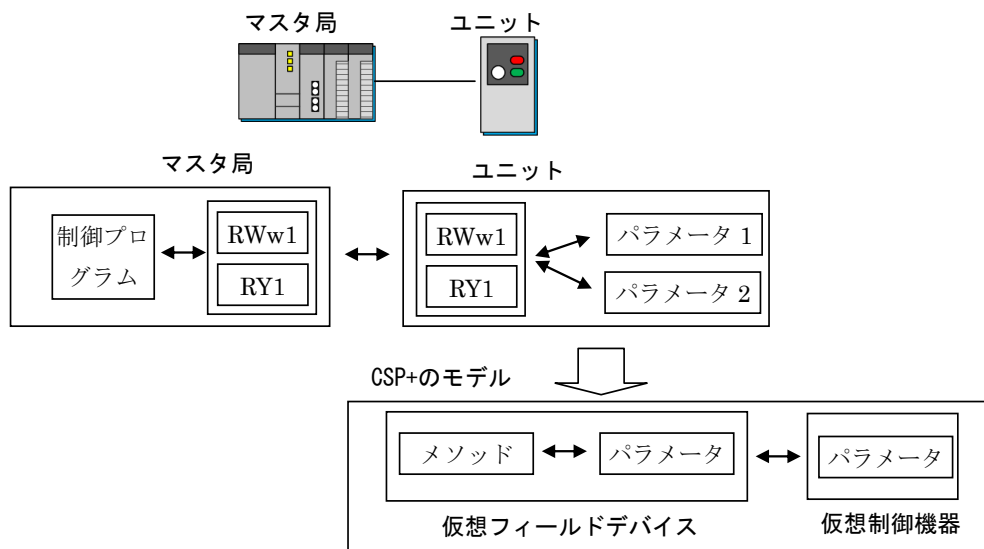 マスタ局
ユニット
マスタ局
ユニット
制御プロ
グラム
RWw1
RY1
RWw1
RY1
パラメータ 1
パラメータ 2
CSP+のモデル
メソッド
パラメータ
パラメータ
仮想フィールドデバイス
仮想制御機器